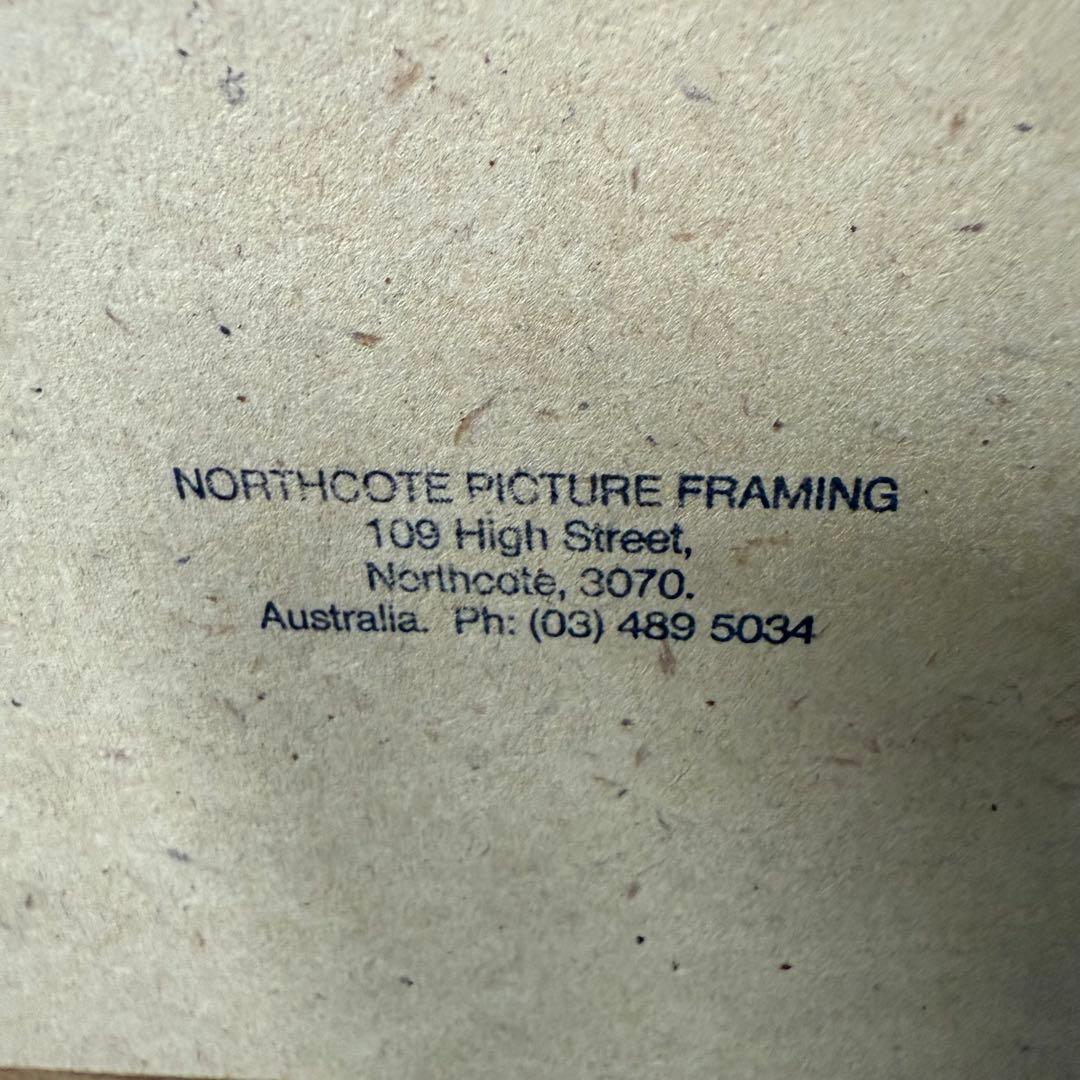 NORTHCOTE PICTURE FRAMING
109 High Street,
Northcote, 3070.
Australia. Ph: (03) 489 5034